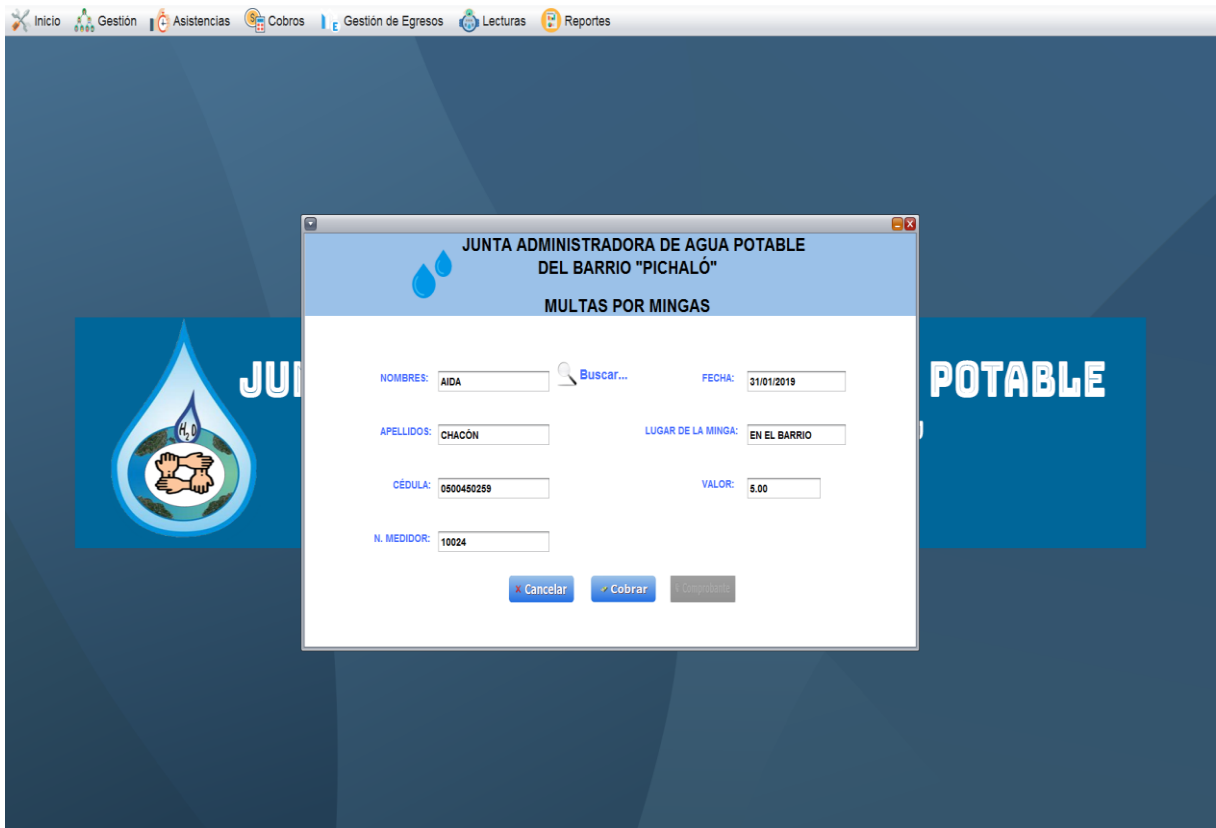 Inicio Gestión Asistencias Cobros E Gestión de Egresos Lecturas Reportes
JUNTA ADMINISTRADORA DE AGUA POTABLE
DEL BARRIO "PICHALÓ"
MULTAS POR MINGAS
JUN POTABLE
H2O
NOMBRES: AIDA Buscar... FECHA: 31/01/2019
APELLIDOS: CHACÓN LUGAR DE LA MINGA: EN EL BARRIO
CÉDULA: 0500450259 VALOR: 5.00
N. MEDIDOR: 10024
Cancelar Cobrar